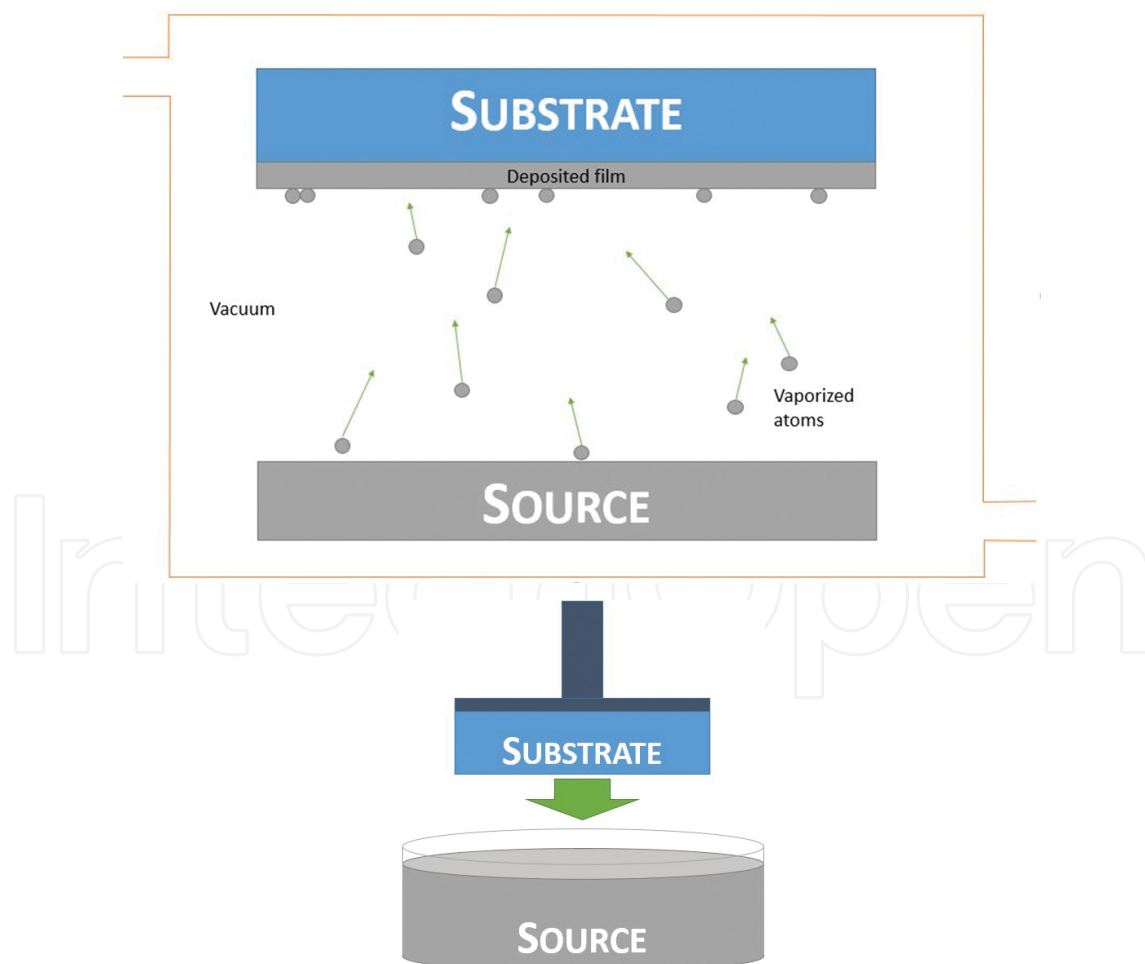 SUBSTRATE
Deposited film
Vacuum
Vaporized
atoms
SOURCE
IntechOpen
SUBSTRATE
SOURCE